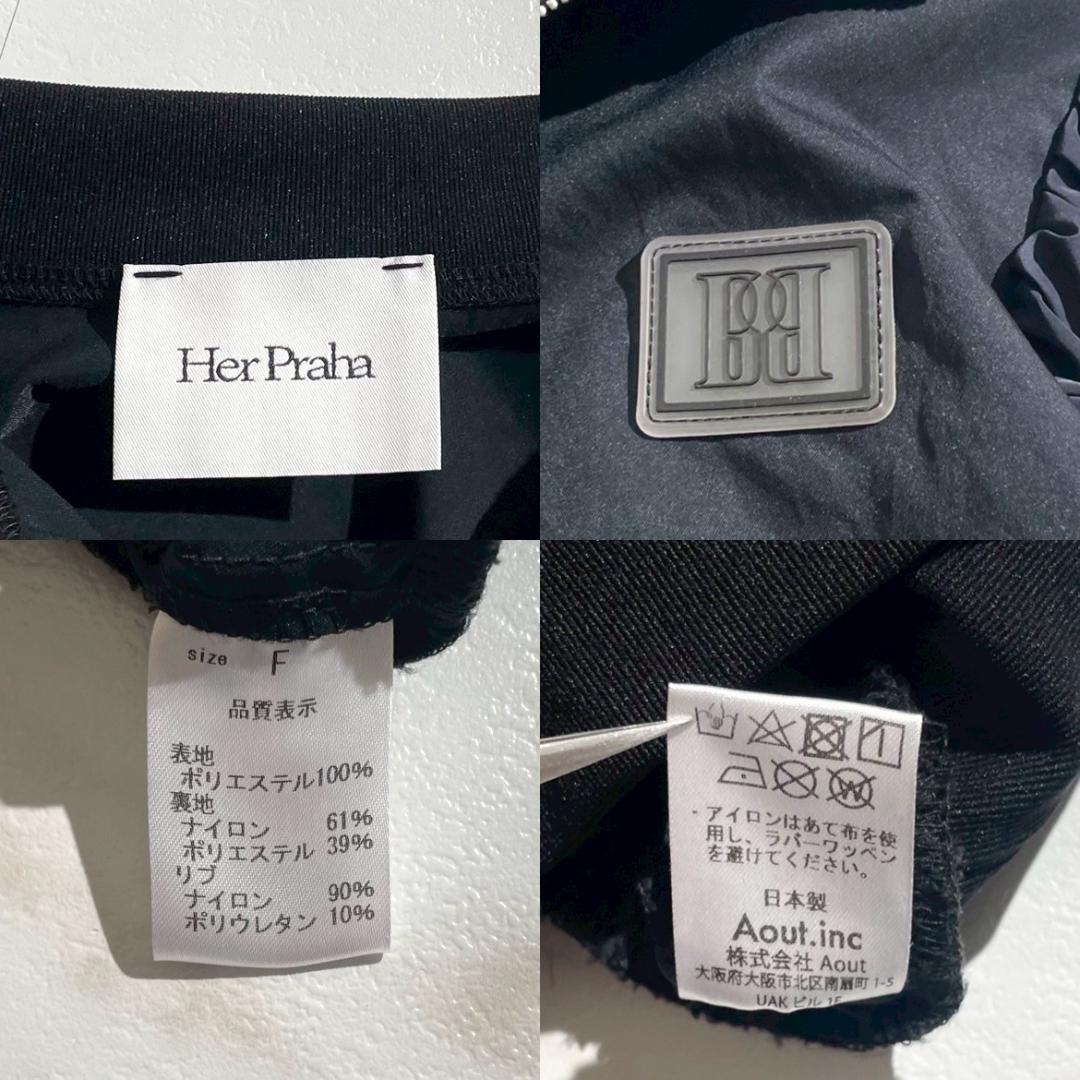 Her Praha
BB
size F
品質表示
表地
ポリエステル100%
裏地
ナイロン 61%
ポリエステル 39%
リブ
ナイロン 90%
ポリウレタン 10%
W
・アイロンはあて布を使
用し、ラバーワッペン
を避けてください。
日本製
Aout.inc
株式会社 Aout
大阪府大阪市北区南扇町 1-5
UAK ビル 1F